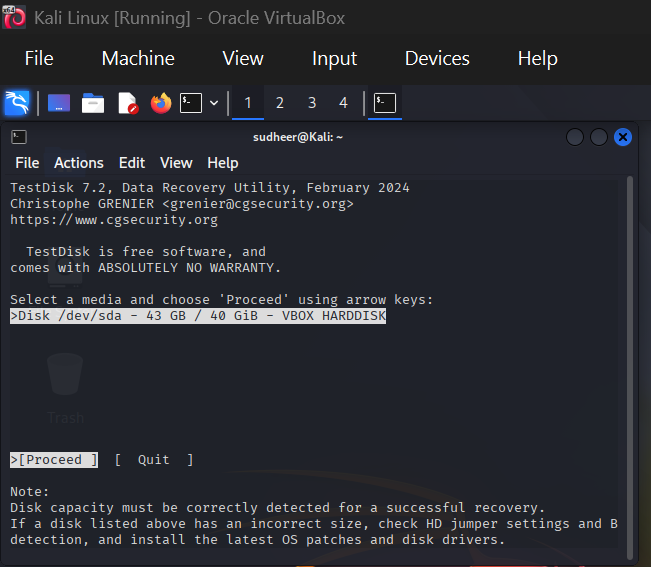 x64
Kali Linux [Running] - Oracle VirtualBox
File Machine View Input Devices Help
1 2 3 4
sudheer@Kali: ~
File Actions Edit View Help
TestDisk 7.2, Data Recovery Utility, February 2024
Christophe GRENIER <grenier@cgsecurity.org>
https://www.cgsecurity.org
TestDisk is free software, and
comes with ABSOLUTELY NO WARRANTY.
Select a media and choose 'Proceed' using arrow keys:
>Disk /dev/sda - 43 GB / 40 GiB - VBOX HARDDISK
Trash
>[Proceed ] [ Quit ]
Note:
Disk capacity must be correctly detected for a successful recovery.
If a disk listed above has an incorrect size, check HD jumper settings and B
detection, and install the latest OS patches and disk drivers.